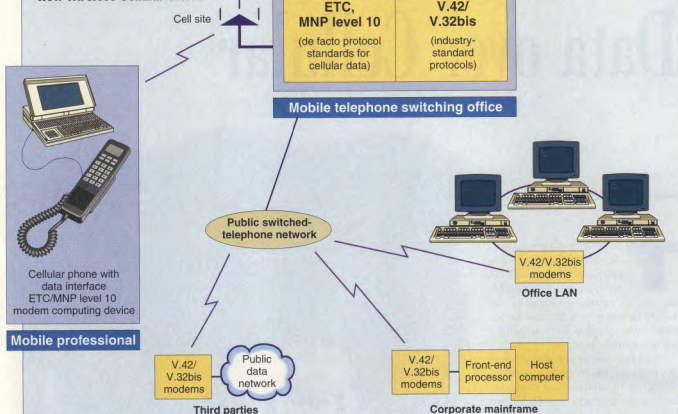 Cell site
ETC,
MNP level 10
(de facto protocol
standards for
cellular data)
V.42/
V.32bis
(industry-
standard
protocols)
Mobile telephone switching office
Public switched-
telephone network
Cellular phone with
data interface
ETC/MNP level 10
modem computing device
Mobile professional
V.42/V.32bis
modems
Office LAN
V.42/
V.32bis
modems
Public
data
network
Third parties
V.42/
V.32bis
modems
Front-end
processor
Host
computer
Corporate mainframe